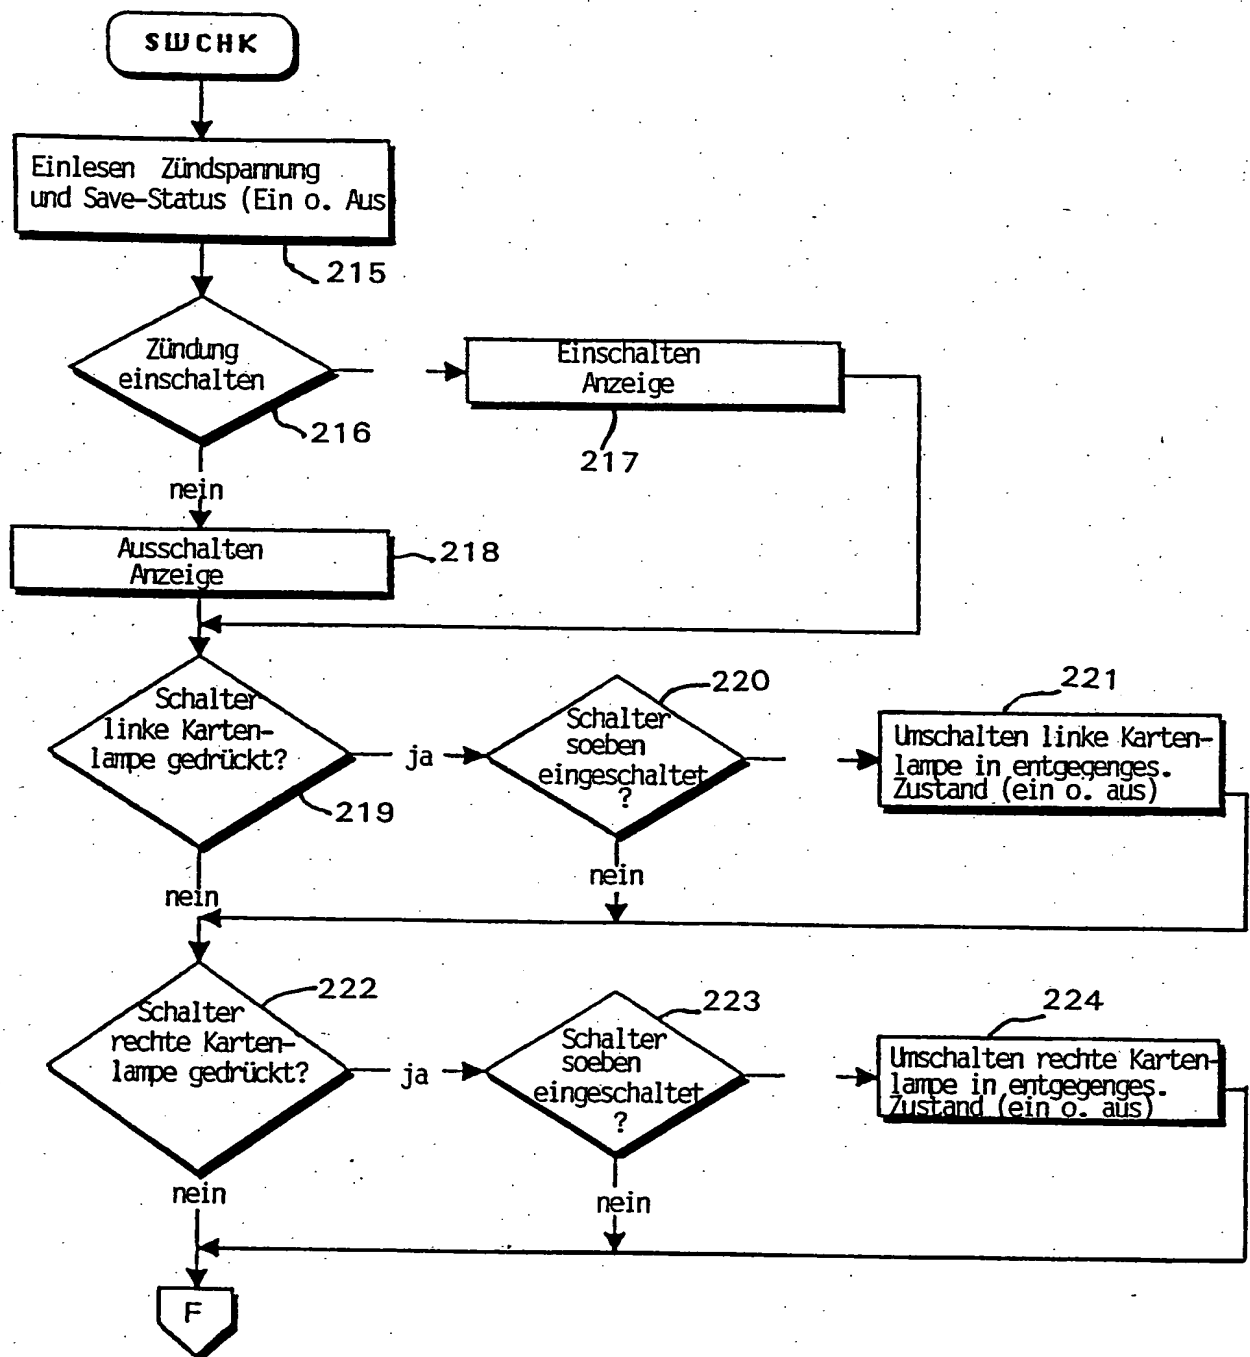 SWCHK
Einlesen Zündspannung
und Save-Status (Ein o. Aus
215
Zündung
einschalten
216
Einschalten
Anzeige
217
nein
Ausschalten
Anzeige
218
Schalter
linke Karten-
lampe gedrückt?
219
ja
Schalter
soeben
eingeschaltet
?
220
Umschalten linke Karten-
lampe in entgegenges.
Zustand (ein o. aus)
221
nein
nein
Schalter
rechte Karten-
lampe gedrückt?
222
ja
Schalter
soeben
eingeschaltet
?
223
Umschalten rechte Karten-
lampe in entgegenges.
Zustand (ein o. aus)
224
nein
nein
F